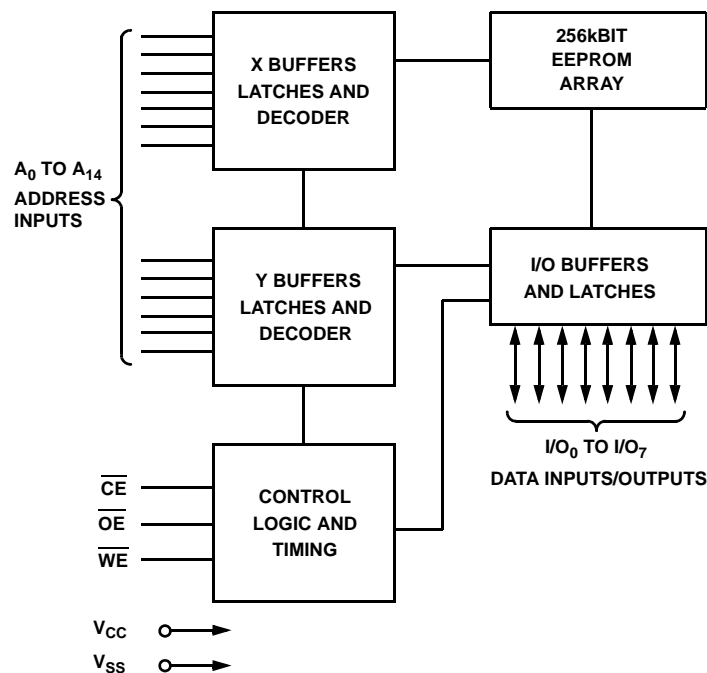 X BUFFERS
LATCHES AND
DECODER
256kBIT
EEPROM
ARRAY
A0 TO A14
ADDRESS
INPUTS
Y BUFFERS
LATCHES AND
DECODER
I/O BUFFERS
AND LATCHES
I/O0 TO I/O7
DATA INPUTS/OUTPUTS
CE
OE
WE
CONTROL
LOGIC AND
TIMING
VCC
VSS